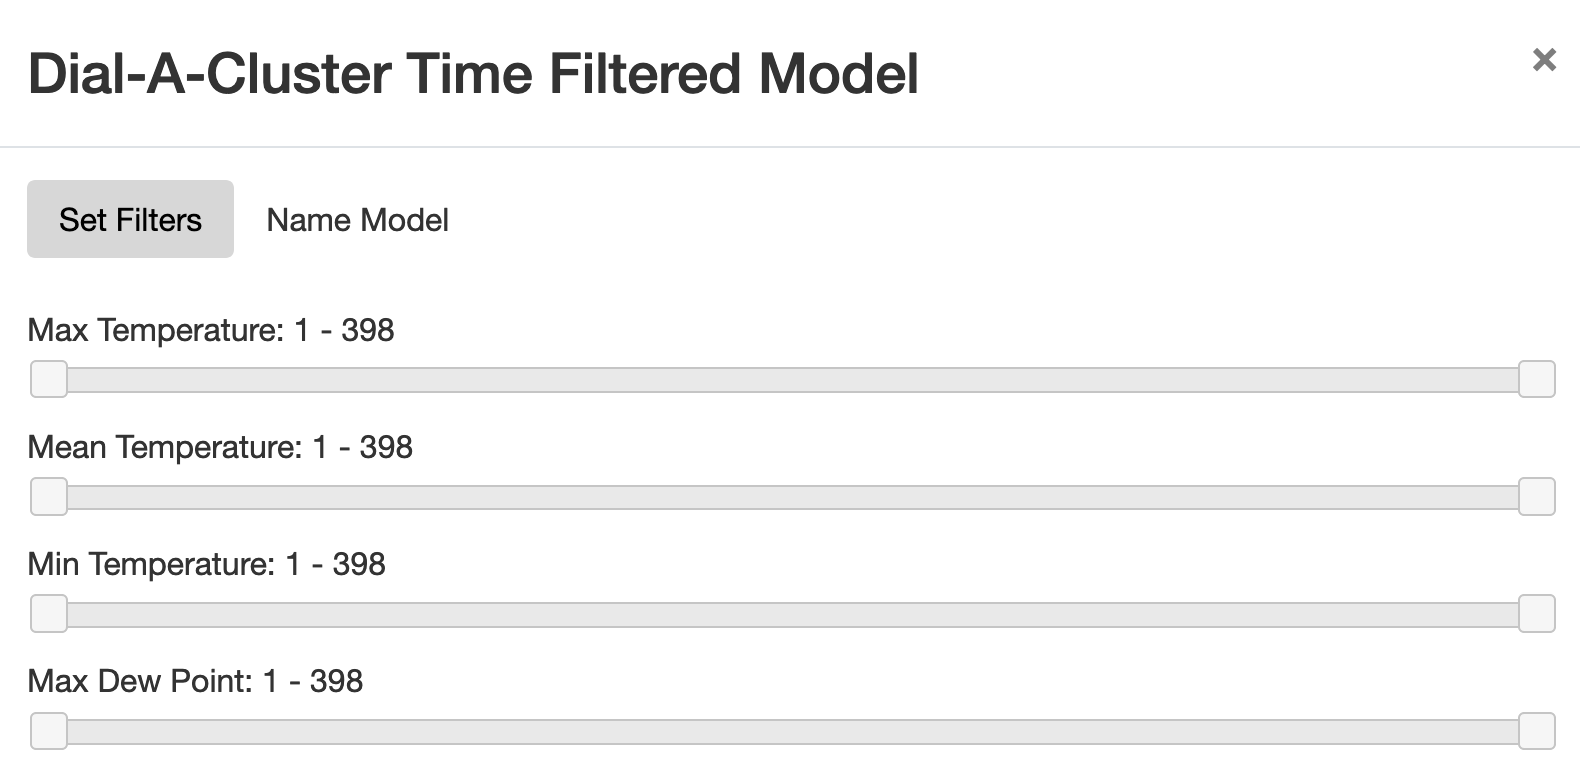 Dial-A-Cluster Time Filtered Model
×
Set Filters
Name Model
Max Temperature: 1 - 398
Mean Temperature: 1 - 398
Min Temperature: 1 - 398
Max Dew Point: 1 - 398